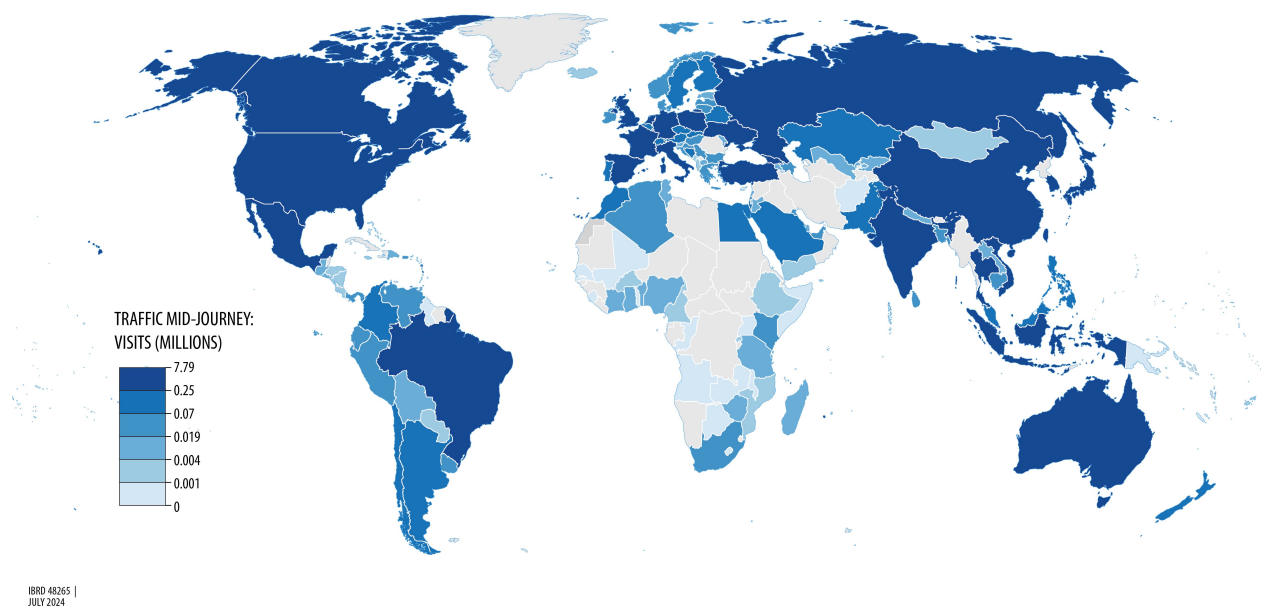 TRAFFIC MID-JOURNEY:
VISITS (MILLIONS)
7.79
0.25
0.07
0.019
0.004
0.001
0
IBRD 48265 |
JULY 2024